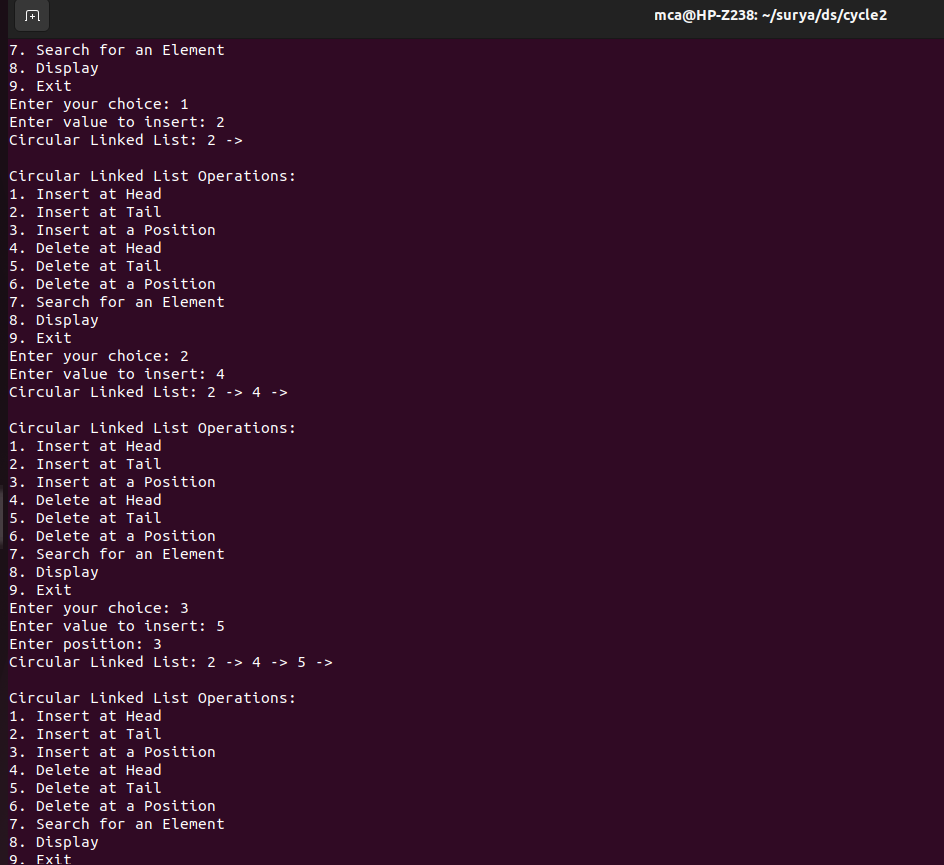 mca@HP-Z238: ~/surya/ds/cycle2
7. Search for an Element
8. Display
9. Exit
Enter your choice: 1
Enter value to insert: 2
Circular Linked List: 2 ->
Circular Linked List Operations:
1. Insert at Head
2. Insert at Tail
3. Insert at a Position
4. Delete at Head
5. Delete at Tail
6. Delete at a Position
7. Search for an Element
8. Display
9. Exit
Enter your choice: 2
Enter value to insert: 4
Circular Linked List: 2 -> 4 ->
Circular Linked List Operations:
1. Insert at Head
2. Insert at Tail
3. Insert at a Position
4. Delete at Head
5. Delete at Tail
6. Delete at a Position
7. Search for an Element
8. Display
9. Exit
Enter your choice: 3
Enter value to insert: 5
Enter position: 3
Circular Linked List: 2 -> 4 -> 5 ->
Circular Linked List Operations:
1. Insert at Head
2. Insert at Tail
3. Insert at a Position
4. Delete at Head
5. Delete at Tail
6. Delete at a Position
7. Search for an Element
8. Display
9. Exit